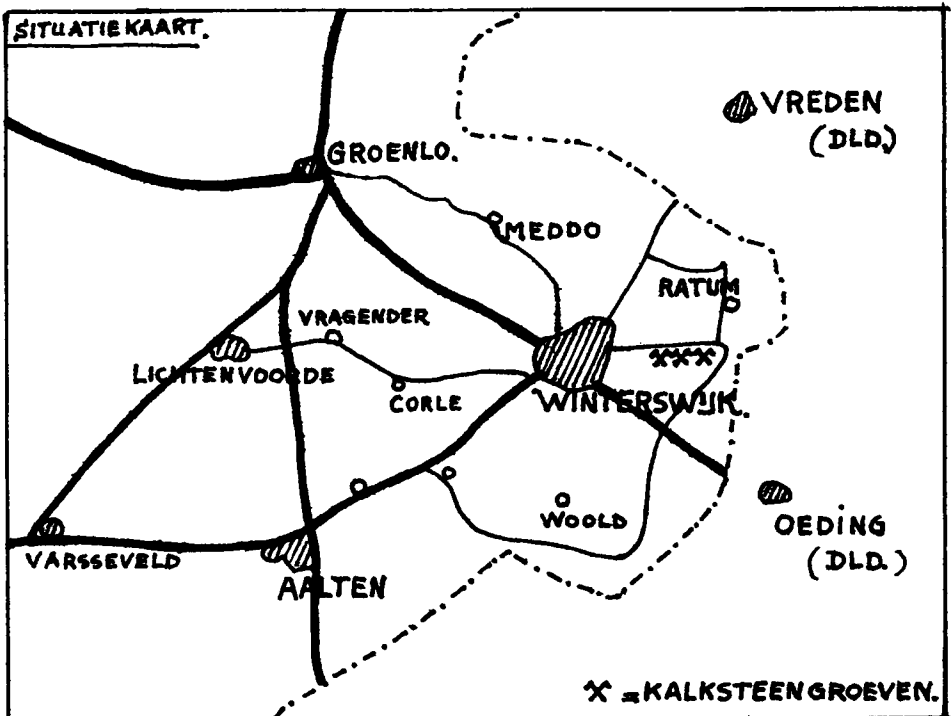 SITUATIEKAART.
VREDEN
(DLD.)
GROENLO.
MEDDO
RATUM
VRAGENDER
LICHTENVOORDE
CORLE
WINTERSWIJK.
WOOLD
OEDING
(DLD.)
VARSSEVELD
AALTEN
= KALKSTEENGROEVEN.